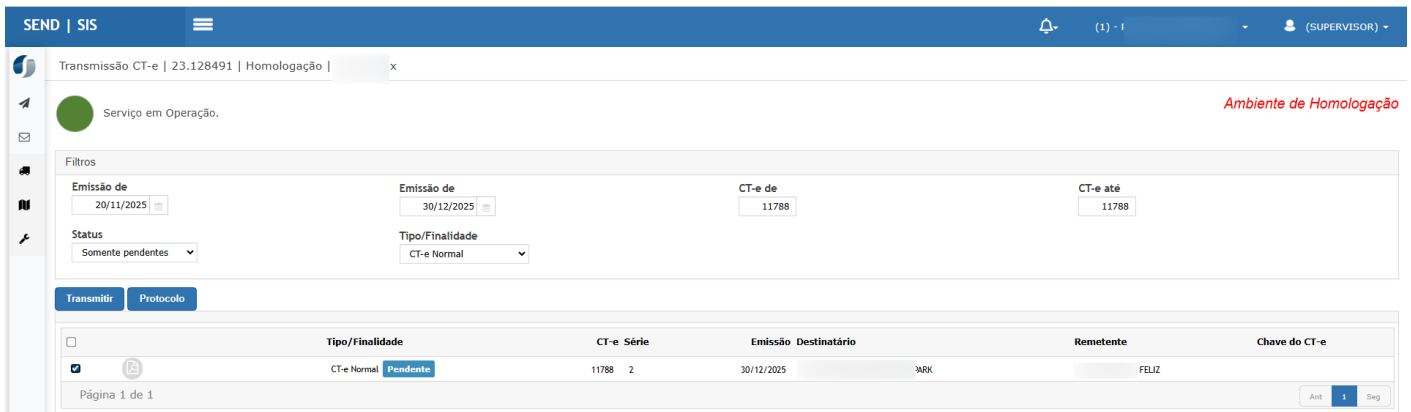 SEND | SIS
(1) -
(SUPERVISOR)
Transmissão CT-e | 23.128491 | Homologação | x
Serviço em Operação.
Ambiente de Homologação
Filtros
Emissão de Emissão de CT-e de CT-e até
20/11/2025 30/12/2025 11788 11788
Status Tipo/Finalidade
Somente pendentes CT-e Normal
Transmitir Protocolo
Tipo/Finalidade CT-e Série Emissão Destinatário Remetente Chave do CT-e
CT-e Normal Pendente 11788 2 30/12/2025 PARK FELIZ
Página 1 de 1
Ant 1 Seg